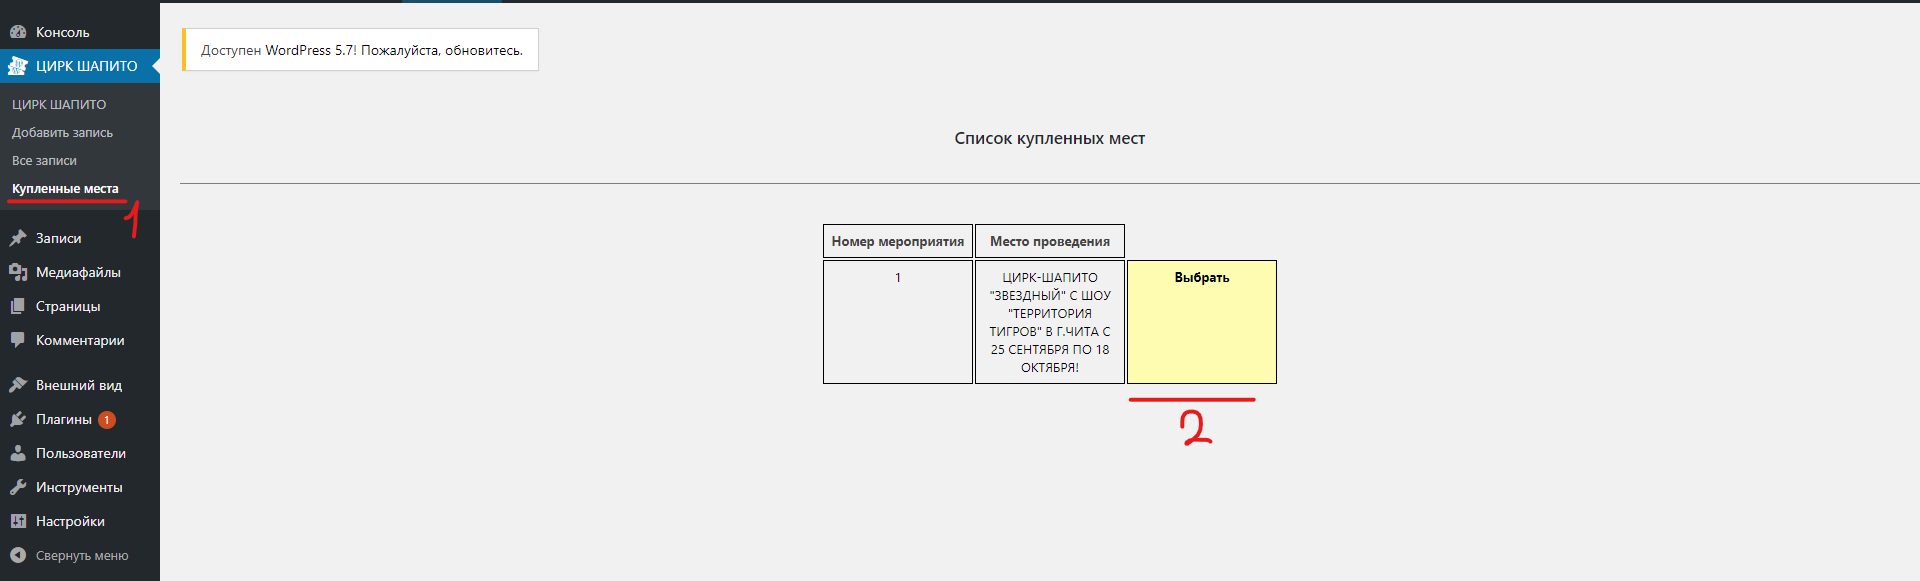 Консоль
ЦИРК ШАПИТО
ЦИРК ШАПИТО
Добавить запись
Все записи
Купленные места
1
Записи
Медиафайлы
Страницы
Комментарии
Внешний вид
Плагины 1
Пользователи
Инструменты
Настройки
Свернуть меню
Доступен WordPress 5.7! Пожалуйста, обновитесь.
Список купленных мест
Номер мероприятия Место проведения
1
ЦИРК-ШАПИТО
"ЗВЕЗДНЫЙ" С ШОУ
"ТЕРРИТОРИЯ
ТИГРОВ" В Г.ЧИТА С
25 СЕНТЯБРЯ ПО 18
ОКТЯБРЯ!
Выбрать
2